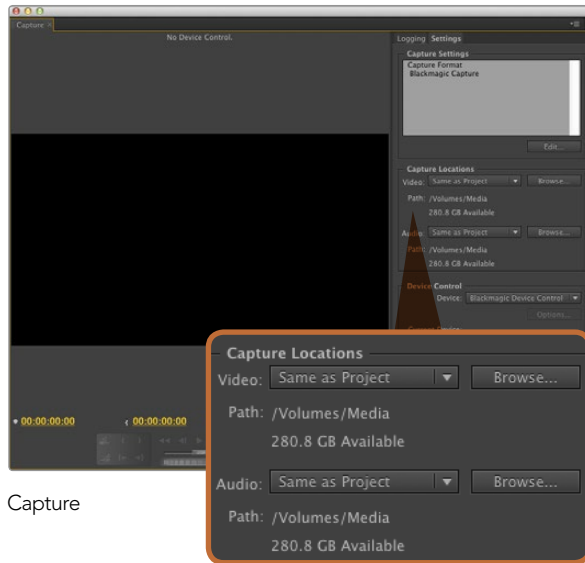 Capture
No Device Control.
Logging Settings
Capture Settings
Capture Format
Blackmagic Capture
Edit...
Capture Locations
Video: Same as Project Browse...
Path: /Volumes/Media
280.8 GB Available
Audio: Same as Project Browse...
Path: /Volumes/Media
280.8 GB Available
Device Control
Device: Blackmagic Device Control
Options...
00:00:00:00
00:00:00:00
Capture Locations
Video: Same as Project Browse...
Path: /Volumes/Media
280.8 GB Available
Audio: Same as Project Browse...
Path: /Volumes/Media
280.8 GB Available
Capture